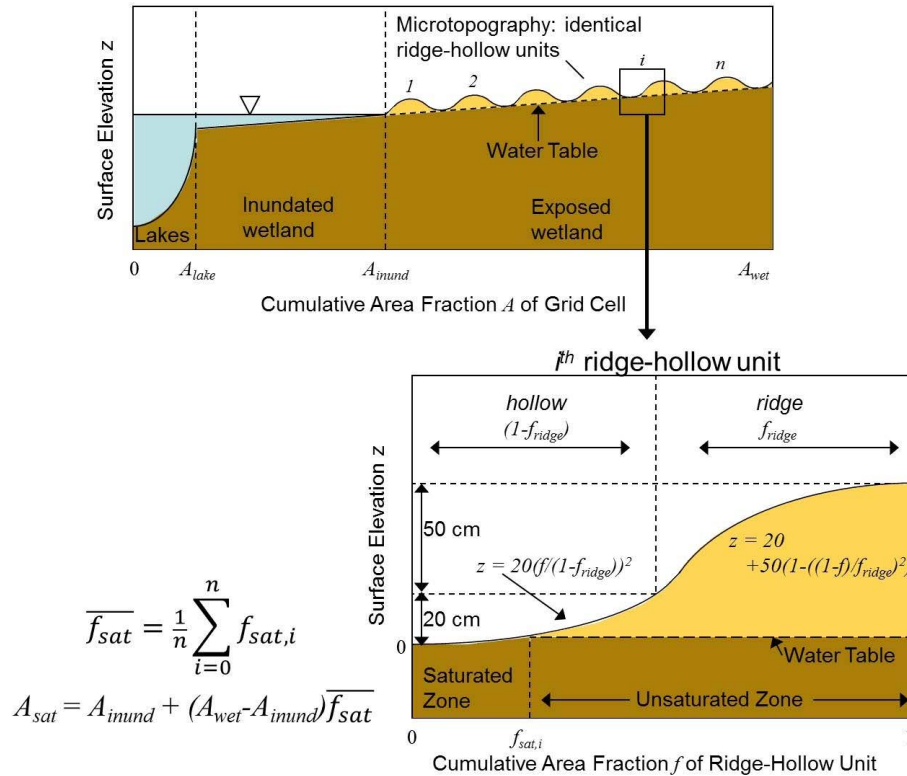 Microtopography: identical
ridge-hollow units
1 2 i n
Surface Elevation z
Water Table
Inundated
wetland
Exposed
wetland
Lakes
0 A_lake A_inund A_wet
Cumulative Area Fraction A of Grid Cell
i^th ridge-hollow unit
hollow
(1-f_ridge)
ridge
f_ridge
Surface Elevation z
50 cm
20 cm
0
z = 20(f/(1-f_ridge))²
z = 20
+50(1-((1-f)/f_ridge)²)
Water Table
Saturated
Zone
Unsaturated Zone
0 f_sat,i
Cumulative Area Fraction f of Ridge-Hollow Unit
\overline{f_sat} = \frac{1}{n} \sum_{i=0}^{n} f_sat,i
A_sat = A_inund + (A_wet-A_inund)\overline{f_sat}